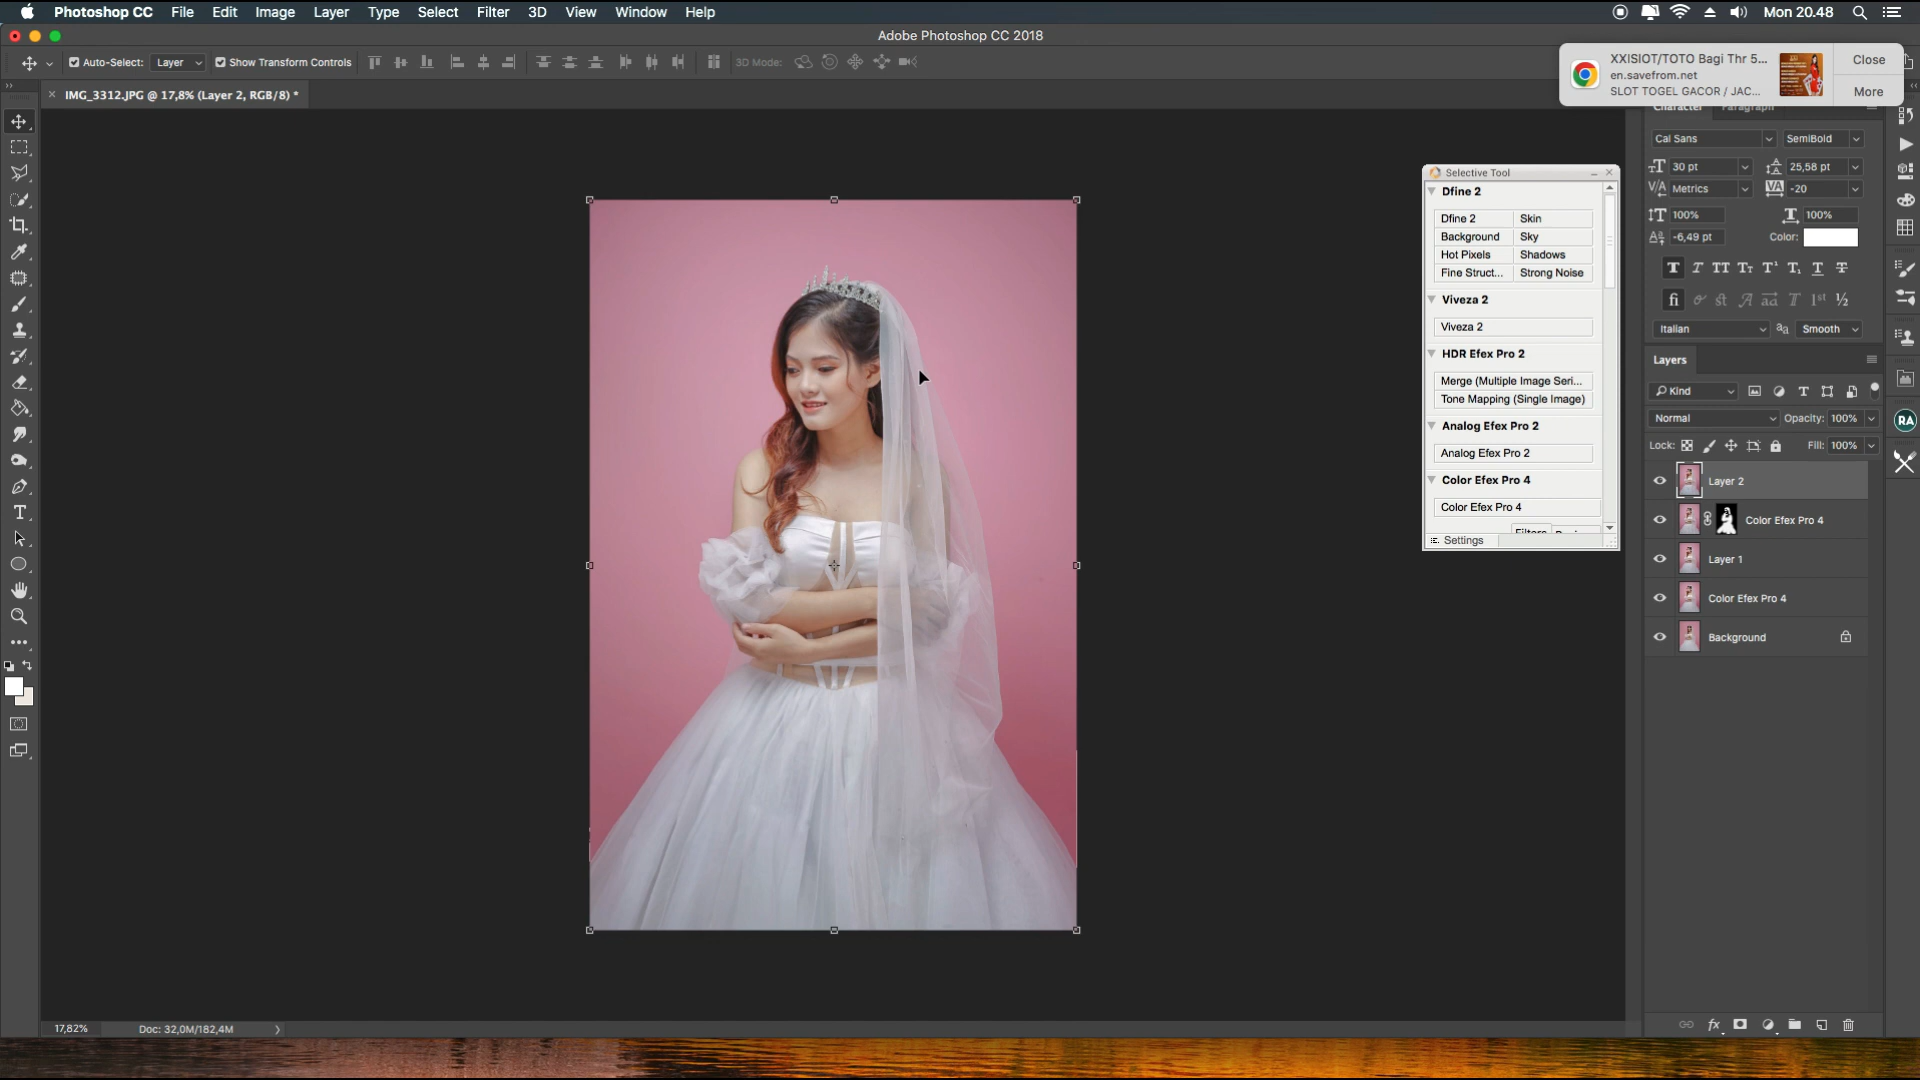 Photoshop CC File Edit Image Layer Type Select Filter 3D View Window Help Mon 20.48
Adobe Photoshop CC 2018
Auto-Select: Layer Show Transform Controls 3D Mode:
XXISIOT/TOTO Bagi Thr 5...
en.savefrom.net
SLOT TOGEL GACOR / JAC...
Close
More
IMG_3312.JPG @ 17,8% (Layer 2, RGB/8) *
Character Paragraph
Cal Sans SemiBold
30 pt 25,58 pt
Metrics -20
100% 100%
-6,49 pt Color:
Italian Smooth
Selective Tool
Dfine 2
Dfine 2 Skin
Background Sky
Hot Pixels Shadows
Fine Struct... Strong Noise
Viveza 2
Viveza 2
HDR Efex Pro 2
Merge (Multiple Image Seri...
Tone Mapping (Single Image)
Analog Efex Pro 2
Analog Efex Pro 2
Color Efex Pro 4
Color Efex Pro 4
Settings
Layers
Kind
Normal Opacity: 100%
Lock: Fill: 100%
Layer 2
Color Efex Pro 4
Layer 1
Color Efex Pro 4
Background
RA
fx
17,82% Doc: 32,0M/182,4M